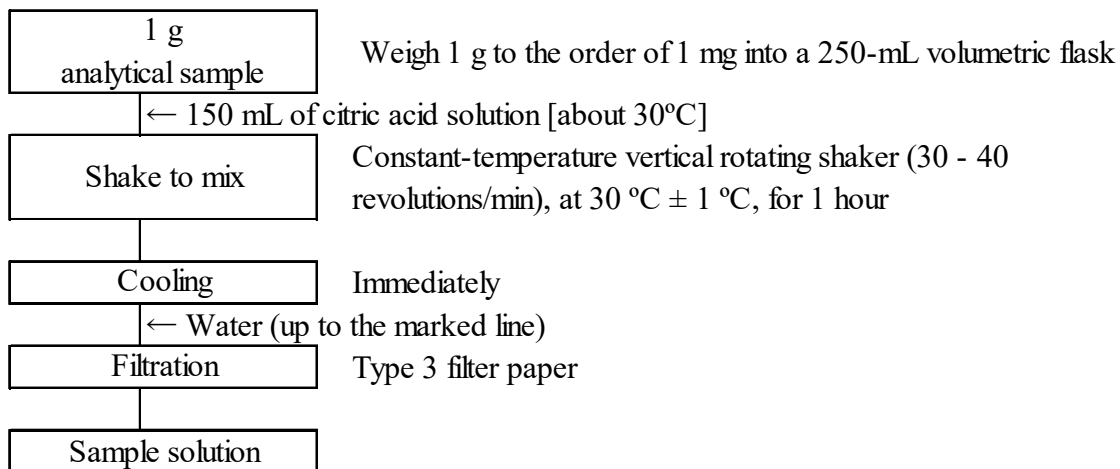 1 g
analytical sample
Weigh 1 g to the order of 1 mg into a 250-mL volumetric flask
← 150 mL of citric acid solution [about 30ºC]
Shake to mix
Constant-temperature vertical rotating shaker (30 - 40
revolutions/min), at 30 ºC ± 1 ºC, for 1 hour
Cooling
Immediately
← Water (up to the marked line)
Filtration
Type 3 filter paper
Sample solution